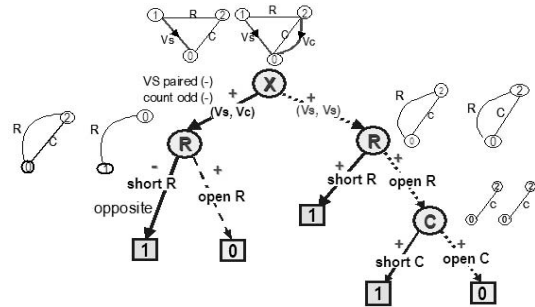 1 R 2
Vs C
0
1 R 2
Vs C Vc
0
VS paired (-)
count odd (-)
+ X +
(Vs, Vc) (Vs, Vs)
2
R C
0
0
R
1
R
- +
short R open R
opposite
1 0
R
+ +
short R open R
1
2
R C
0
2
R C
0
2 2
C C
0 0
C
+ +
short C open C
1 0